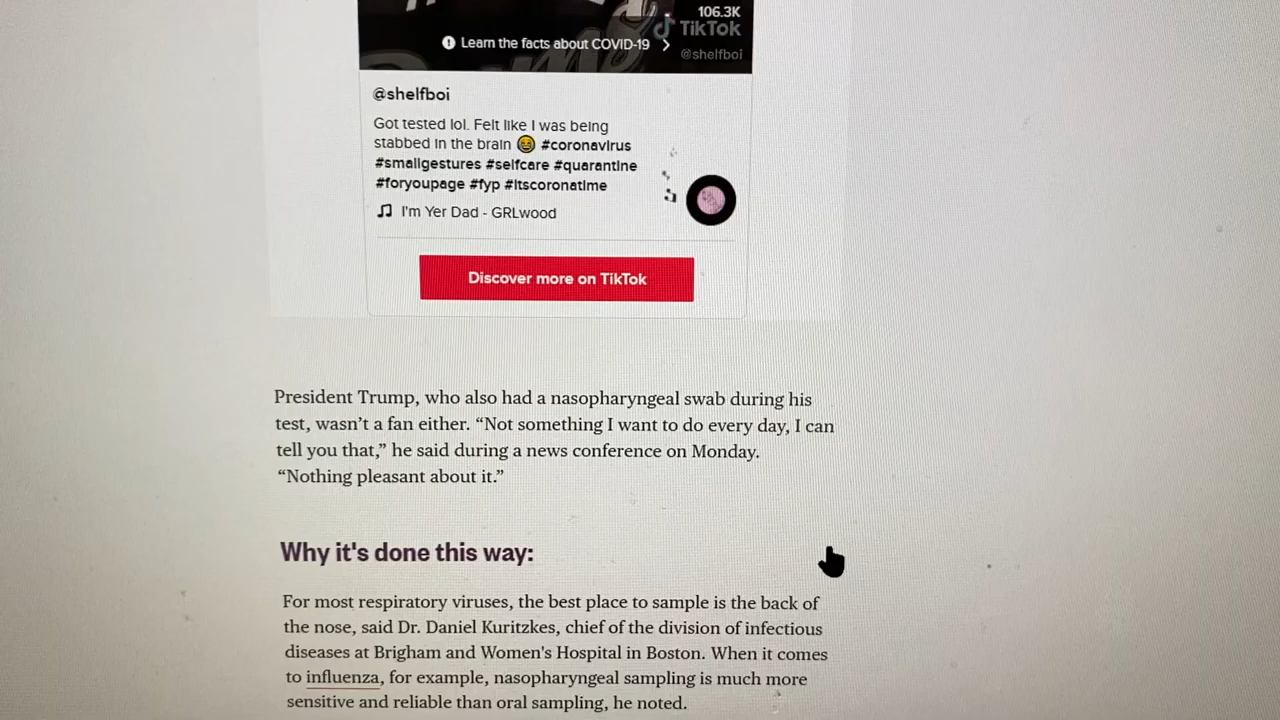 106.3K
TikTok
Learn the facts about COVID-19
@shelfboi
@shelfboi
Got tested lol. Felt like I was being
stabbed in the brain 😂 #coronavirus
#smallgestures #selfcare #quarantine
#foryoupage #fyp #itscoronatime
I'm Yer Dad - GRLwood
Discover more on TikTok
President Trump, who also had a nasopharyngeal swab during his
test, wasn’t a fan either. “Not something I want to do every day, I can
tell you that,” he said during a news conference on Monday.
“Nothing pleasant about it.”
Why it's done this way:
For most respiratory viruses, the best place to sample is the back of
the nose, said Dr. Daniel Kuritzkes, chief of the division of infectious
diseases at Brigham and Women's Hospital in Boston. When it comes
to influenza, for example, nasopharyngeal sampling is much more
sensitive and reliable than oral sampling, he noted.